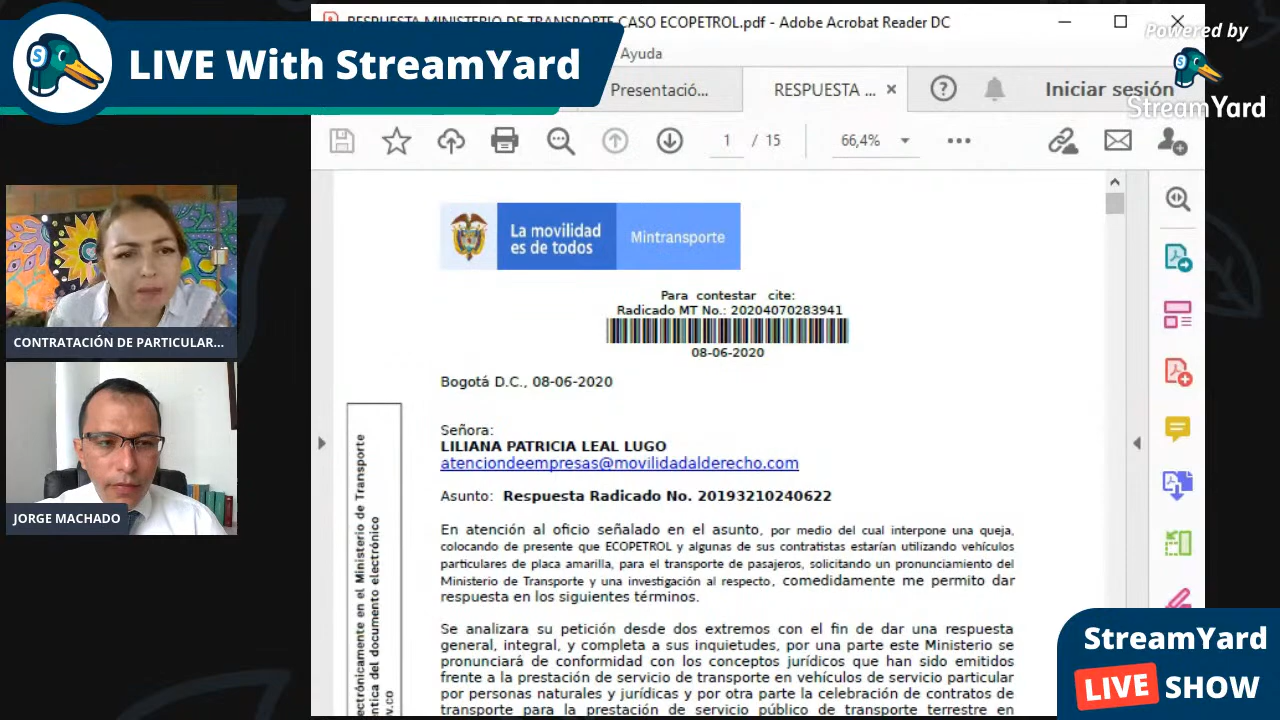 RESPUESTA MINISTERIO DE TRANSPORTE CASO ECOPETROL.pdf - Adobe Acrobat Reader DC
Powered by
StreamYard
LIVE With StreamYard
Ayuda
Presentació...
RESPUESTA ...
Iniciar sesión
1 / 15
66,4%
La movilidad
es de todos
Mintransporte
Para contestar cite:
Radicado MT No.: 20204070283941
08-06-2020
Bogotá D.C., 08-06-2020
Señora:
LILIANA PATRICIA LEAL LUGO
atenciondeempresas@movilidadalderecho.com
Asunto: Respuesta Radicado No. 20193210240622
En atención al oficio señalado en el asunto, por medio del cual interpone una queja,
colocando de presente que ECOPETROL y algunas de sus contratistas estarían utilizando vehículos
particulares de placa amarilla, para el transporte de pasajeros, solicitando un pronunciamiento del
Ministerio de Transporte y una investigación al respecto, comedidamente me permito dar
respuesta en los siguientes términos.
Se analizara su petición desde dos extremos con el fin de dar una respuesta
general, integral, y completa a sus inquietudes, por una parte este Ministerio se
pronunciará de conformidad con los conceptos jurídicos que han sido emitidos
frente a la prestación de servicio de transporte en vehículos de servicio particular
por personas naturales y jurídicas y por otra parte la celebración de contratos de
transporte para la prestación de servicio público de transporte terrestre en
ectrónicamente en el Ministerio de Transporte
entica del documento electrónico
v.co
CONTRATACIÓN DE PARTICULAR...
JORGE MACHADO
StreamYard
LIVE SHOW